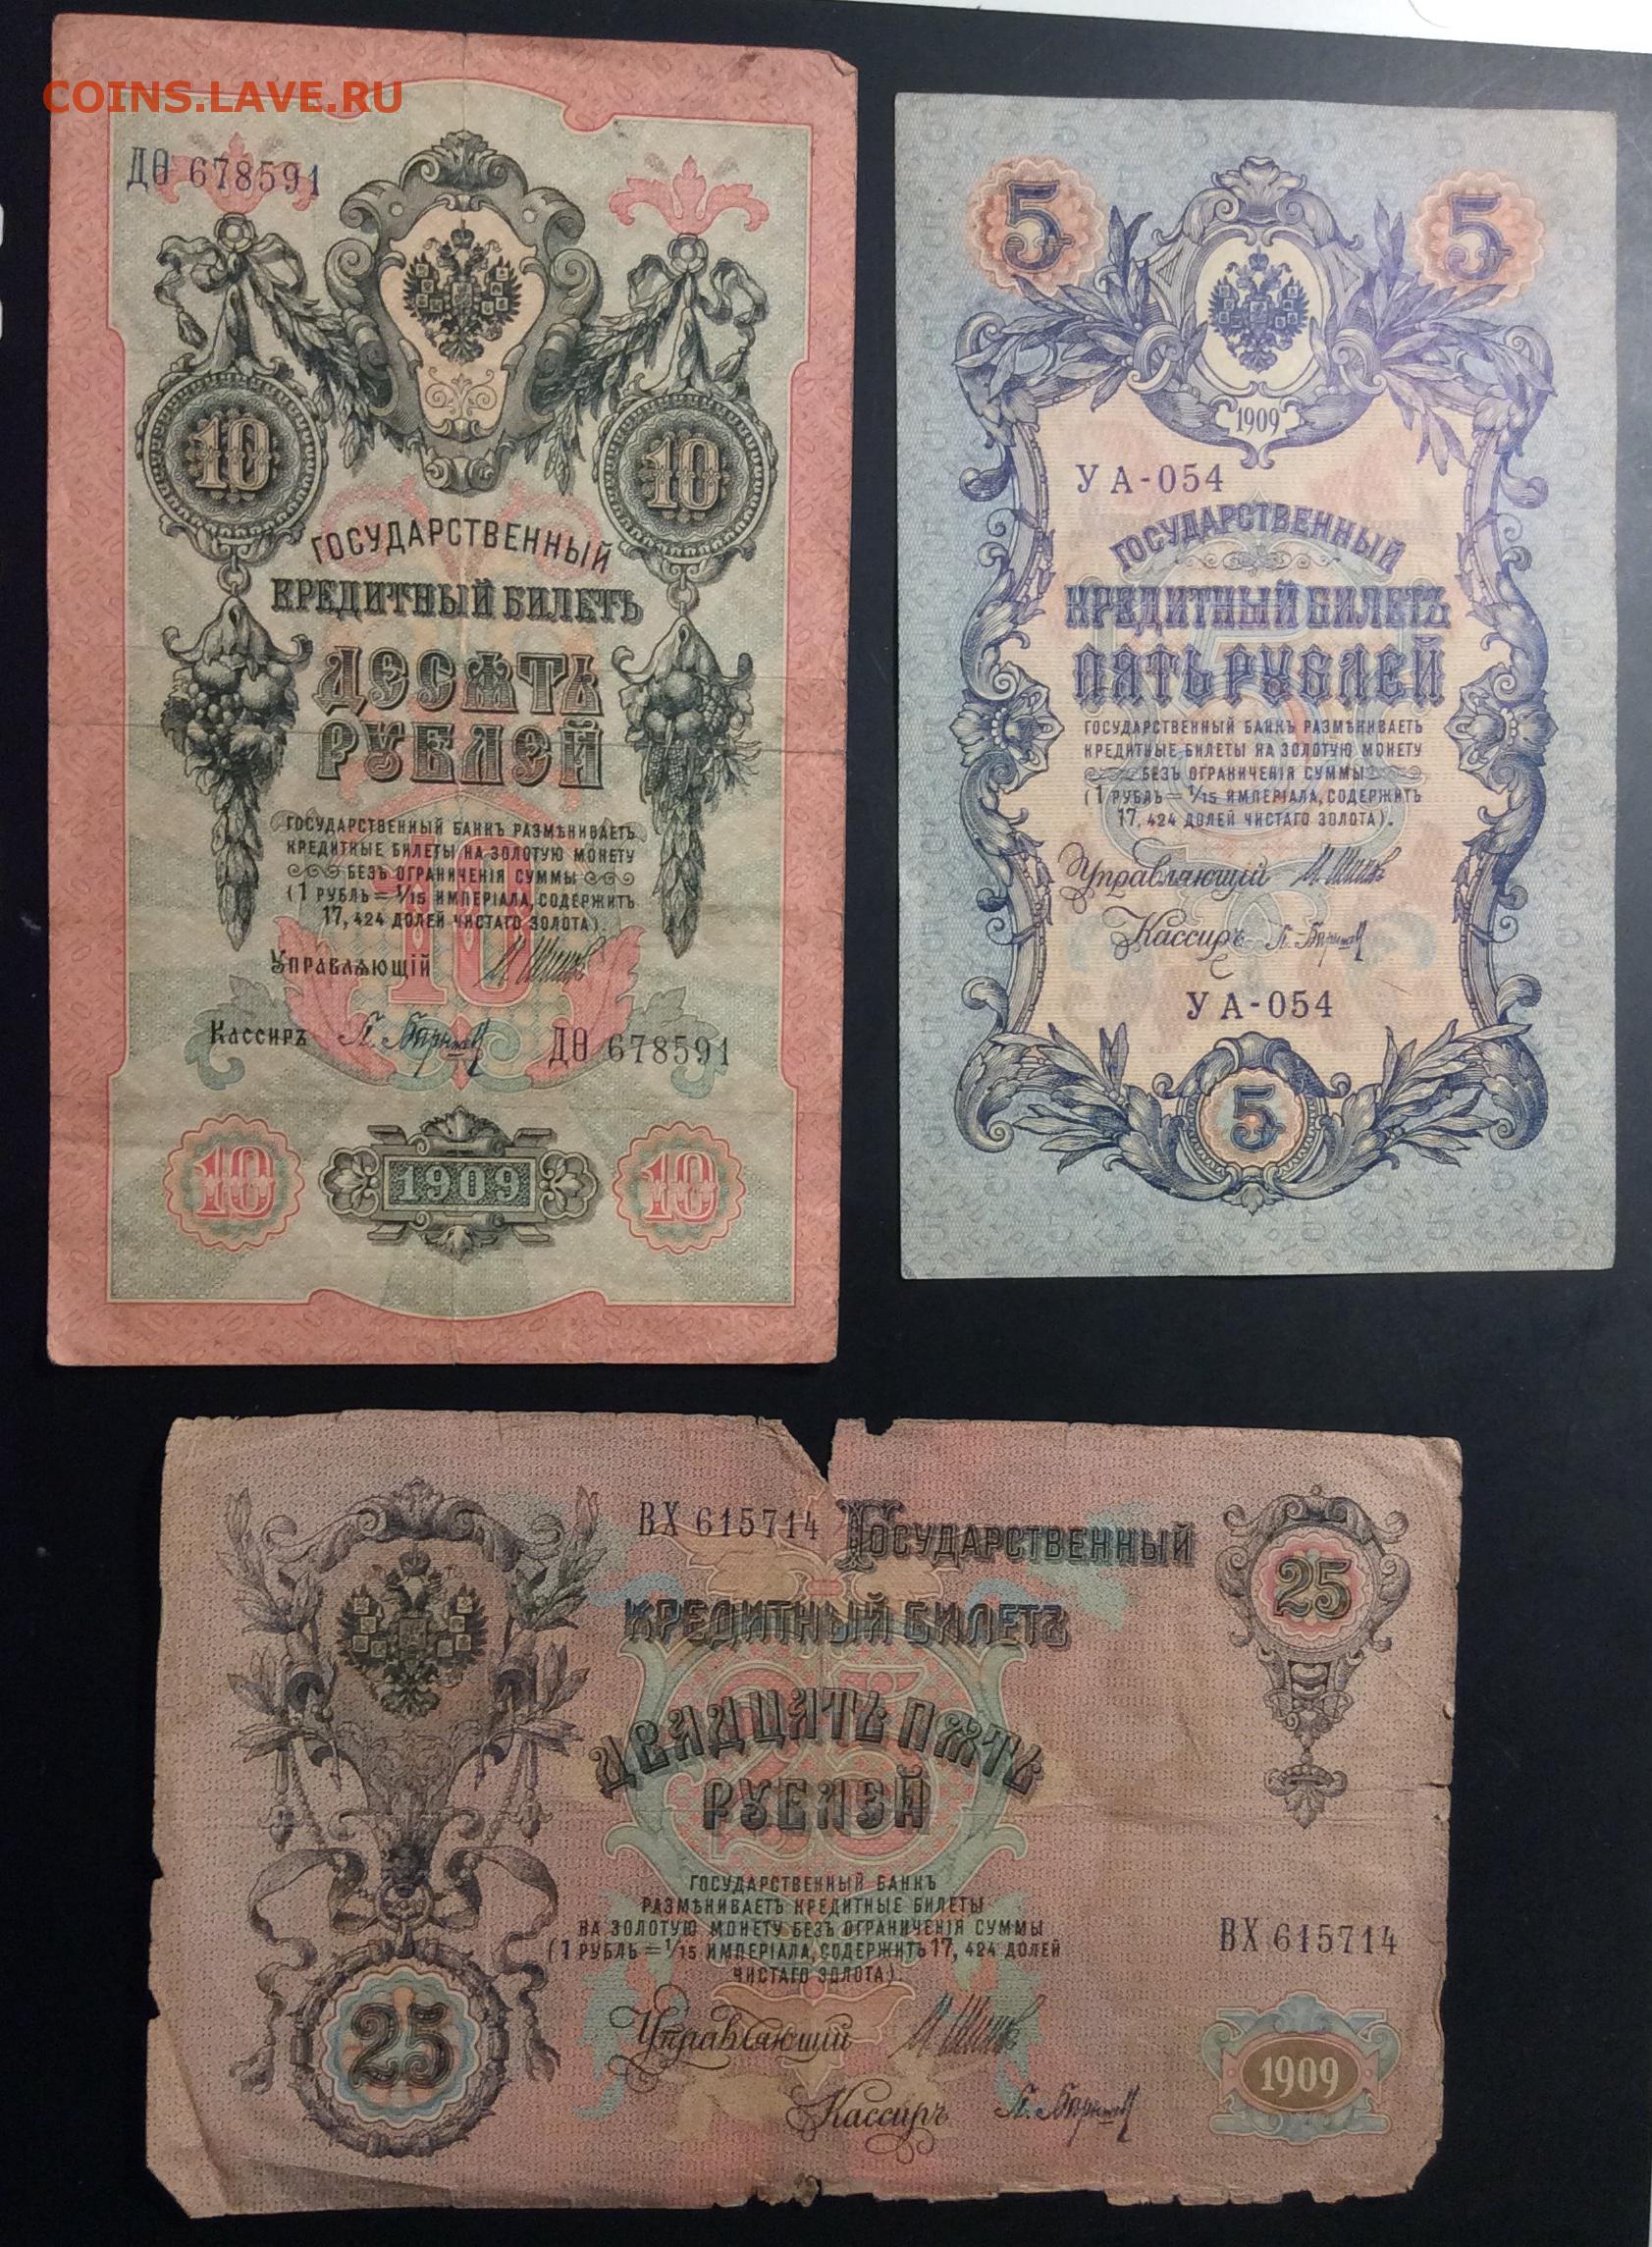 COINS.LAVE.RU
ДѲ 678591
10 10
ГОСУДАРСТВЕННЫЙ
КРЕДИТНЫЙ БИЛЕТЪ
ДЕСѦТЬ
РУБЛЕЙ
ГОСУДАРСТВЕННЫЙ БАНКЪ РАЗМѢНИВАЕТЪ
КРЕДИТНЫЕ БИЛЕТЫ НА ЗОЛОТУЮ МОНЕТУ
БЕЗЪ ОГРАНИЧЕНІЯ СУММЫ
(1 РУБЛЬ = 1/15 ИМПЕРІАЛА, СОДЕРЖИТЪ
17,424 ДОЛЕЙ ЧИСТАГО ЗОЛОТА).
10
УПРАВЛѦЮЩІЙ
КАССИРЪ
ДѲ 678591
10 1909 10
5 5
1909
УА-054
ГОСУДАРСТВЕННЫЙ
КРЕДИТНЫЙ БИЛЕТЪ
ПЯТЬ РУБЛЕЙ
ГОСУДАРСТВЕННЫЙ БАНКЪ РАЗМѢНИВАЕТЪ
КРЕДИТНЫЕ БИЛЕТЫ НА ЗОЛОТУЮ МОНЕТУ
БЕЗЪ ОГРАНИЧЕНІЯ СУММЫ
(1 РУБЛЬ = 1/15 ИМПЕРІАЛА, СОДЕРЖИТЪ
17,424 ДОЛЕЙ ЧИСТАГО ЗОЛОТА).
Управляющій
Кассиръ
УА-054
5
ВХ 615714
ГОСУДАРСТВЕННЫЙ
КРЕДИТНЫЙ БИЛЕТЪ
25
ДВАДЦАТЬ ПѦТЬ
РУБЛЕЙ
25
ГОСУДАРСТВЕННЫЙ БАНКЪ
РАЗМѢНИВАЕТЪ КРЕДИТНЫЕ БИЛЕТЫ
НА ЗОЛОТУЮ МОНЕТУ БЕЗЪ ОГРАНИЧЕНІЯ СУММЫ
(1 РУБЛЬ = 1/15 ИМПЕРІАЛА, СОДЕРЖИТЪ 17,424 ДОЛЕЙ
ЧИСТАГО ЗОЛОТА).
ВХ 615714
Управляющій
Кассиръ
25
1909